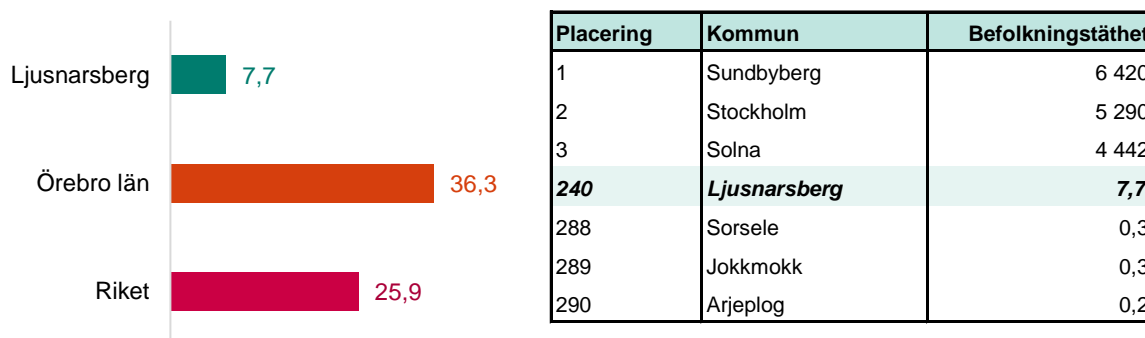 Ljusnarsberg 7,7
Örebro län 36,3
Riket 25,9
Placering Kommun Befolkningstäthet
1 Sundbyberg 6 420
2 Stockholm 5 290
3 Solna 4 442
240 Ljusnarsberg 7,7
288 Sorsele 0,3
289 Jokkmokk 0,3
290 Arjeplog 0,2